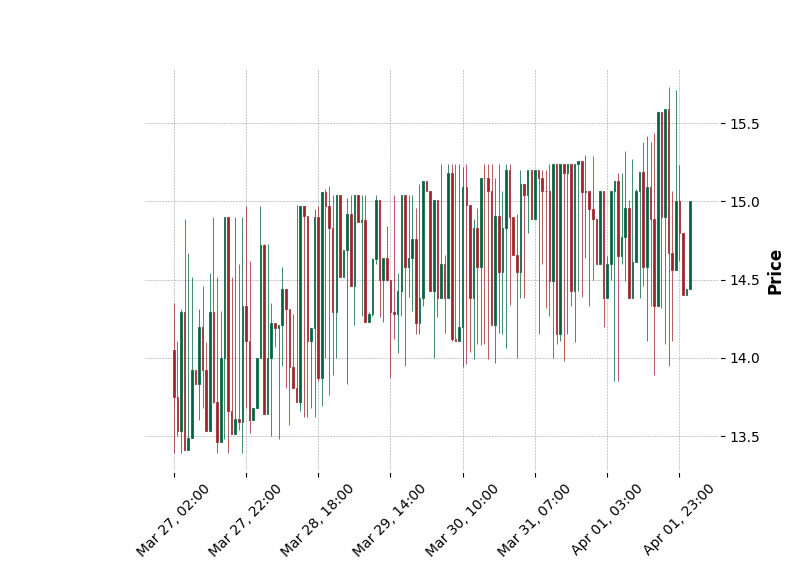 15.5
15.0
14.5
14.0
13.5
Price
Mar 27, 02:00
Mar 27, 22:00
Mar 28, 18:00
Mar 29, 14:00
Mar 30, 10:00
Mar 31, 07:00
Apr 01, 03:00
Apr 01, 23:00